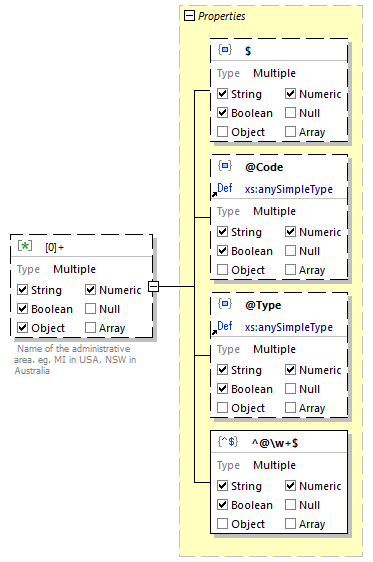 Properties
$
Type Multiple
String Numeric
Boolean Null
Object Array
@Code
Def xs:anySimpleType
Type Multiple
String Numeric
Boolean Null
Object Array
[0]+
Type Multiple
String Numeric
Boolean Null
Object Array
Name of the administrative
area. eg. MI in USA, NSW in
Australia
@Type
Def xs:anySimpleType
Type Multiple
String Numeric
Boolean Null
Object Array
{^$} ^@\w+$
Type Multiple
String Numeric
Boolean Null
Object Array